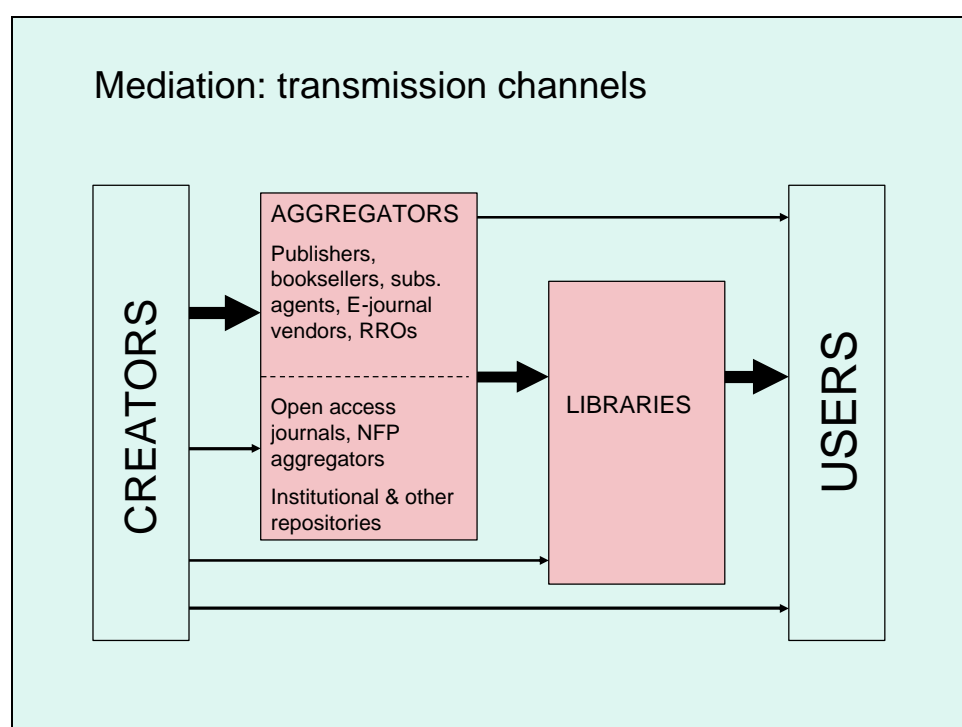 Mediation: transmission channels
CREATORS
AGGREGATORS
Publishers,
booksellers, subs.
agents, E-journal
vendors, RROs
Open access
journals, NFP
aggregators
Institutional & other
repositories
LIBRARIES
USERS